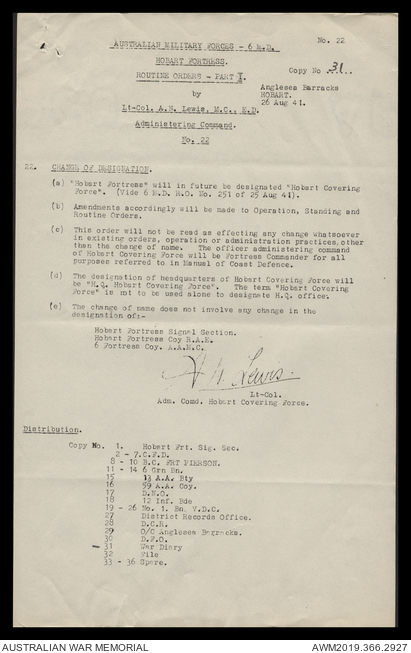 AUSTRALIAN MILITARY FORCES - 6 M.D.
No. 22
HOBART FORTRESS.
Copy No 31..
ROUTINE ORDERS - PART I.
by
Anglesea Barracks
HOBART.
26 Aug 41.
Lt-Col. A.N. Lewis, M.C., E.D.
Administering Command.
No. 22
22. CHANGE OF DESIGNATION.
(a) "Hobart Fortress" will in future be designated "Hobart Covering
Force". (Vide 6 M.D. R.O. No. 251 of 25 Aug 41).
(b) Amendments accordingly will be made to Operation, Standing and
Routine Orders.
(c) This order will not be read as effecting any change whatsoever
in existing orders, operation or administration practices, other
than the change of name. The officer administering command
of Hobart Covering Force will be Fortress Commander for all
purposes referred to in Manuel of Coast Defence.
(d) The designation of headquarters of Hobart Covering Force will
be "H.Q. Hobart Covering Force". The term "Hobart Covering
Force" is not to be used alone to designate H.Q. office.
(e) The change of name does not involve any change in the
designation of:-
Hobart Fortress Signal Section.
Hobart Fortress Coy R.A.E.
6 Fortress Coy. A.A.M.C.
A N Lewis.
Lt-Col.
Adm. Comd. Hobart Covering Force.
Distribution.
Copy No. 1. Hobart Frt. Sig. Sec.
2 - 7. C.F.D.
8 - 10 B.C. FRT PIERSON.
11 - 14 6 Grn Bn.
15 13 A.A. Bty
16 59 A.A. Coy.
17 D.N.O.
18 12 Inf. Bde
19 - 26 No. 1. Bn. V.D.C.
27 District Records Office.
28 D.C.R.
29 O/C Anglesea Barracks.
30 D.F.O.
- 31 War Diary
32 File
33 - 36 Spare.
AUSTRALIAN WAR MEMORIAL
AWM2019.366.2927